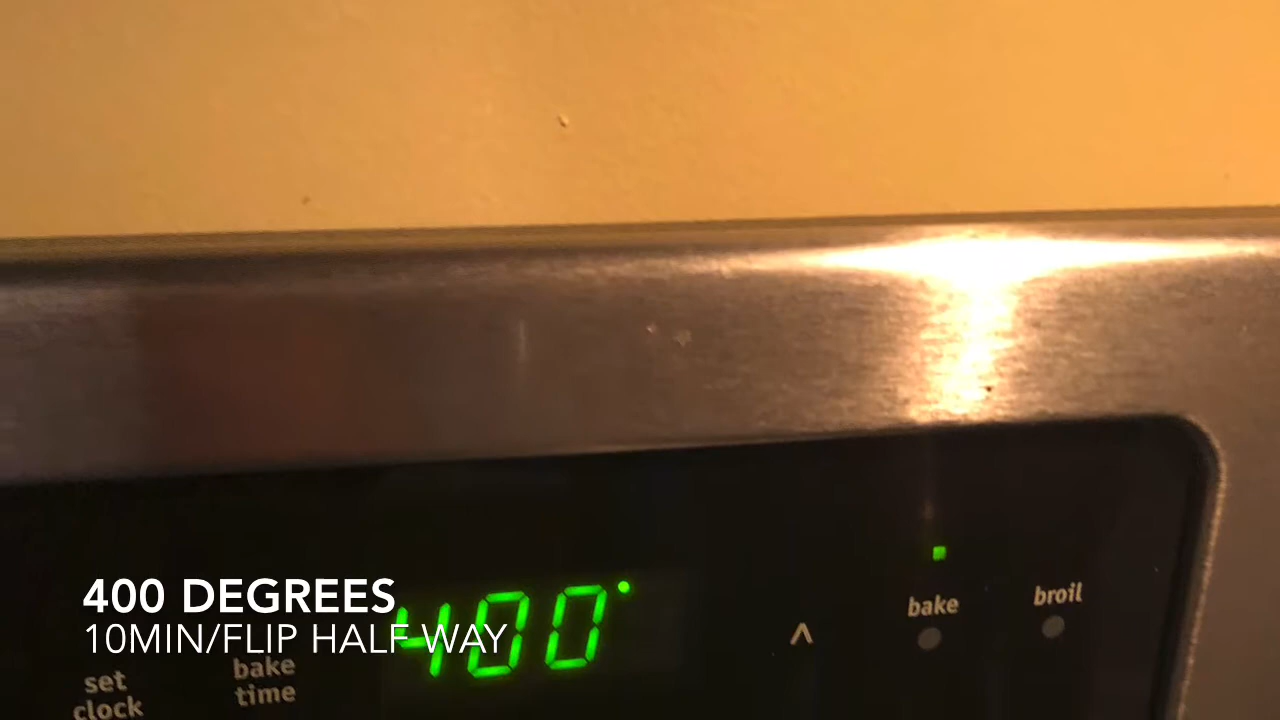 400 DEGREES
10MIN/FLIP HALF WAY
400°
bake
broil
^
bake
time
set
clock